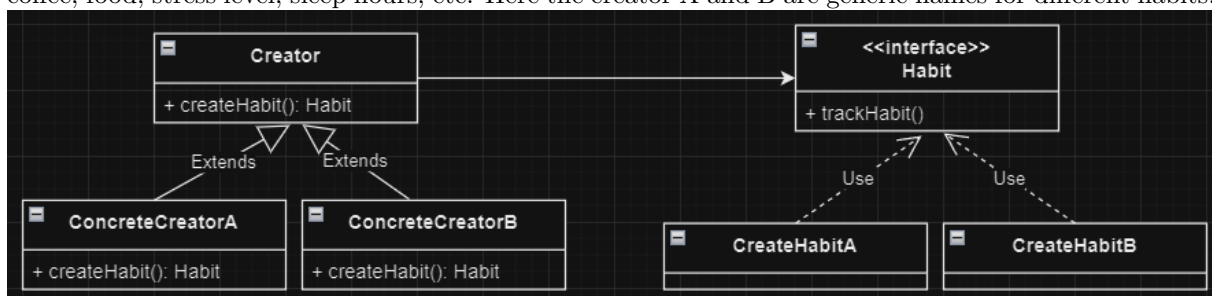 coffee, food, stress level, sleep hours, etc. Here the creator A and B are generic names for different habits.
Creator
+ createHabit(): Habit
<<interface>>
Habit
+ trackHabit()
Extends
Extends
Use
Use
ConcreteCreatorA
+ createHabit(): Habit
ConcreteCreatorB
+ createHabit(): Habit
CreateHabitA
CreateHabitB